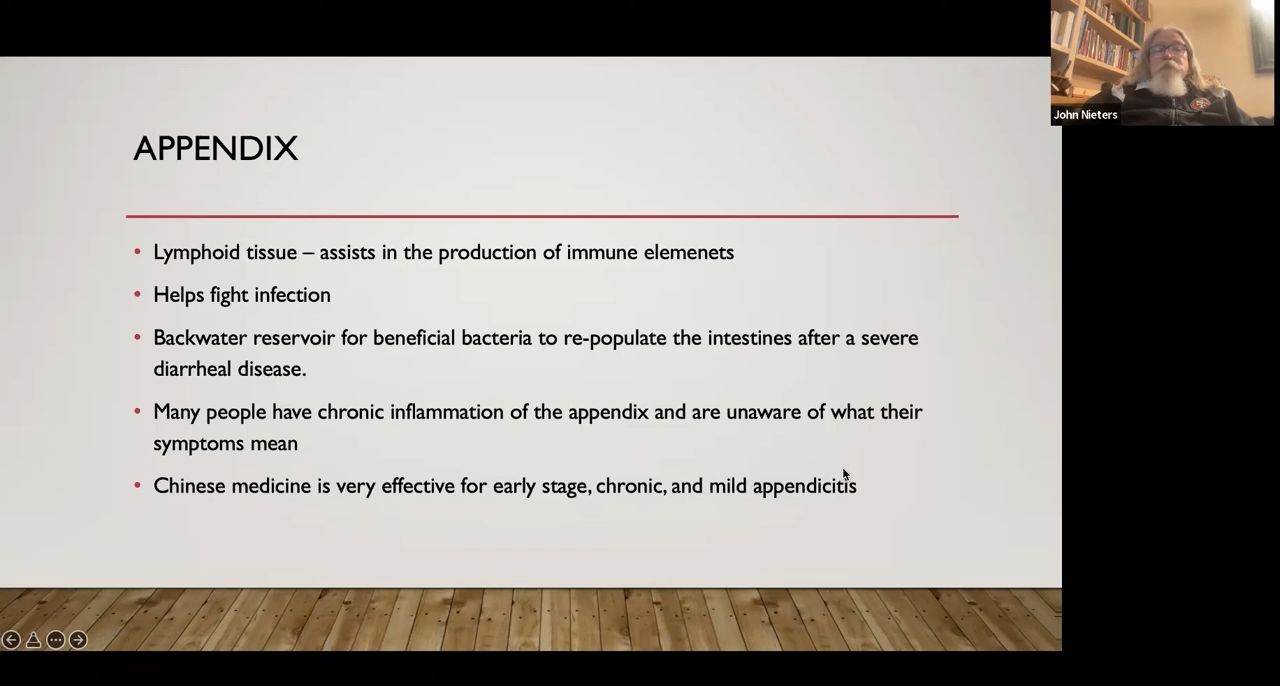 John Nieters
APPENDIX
• Lymphoid tissue – assists in the production of immune elemenets
• Helps fight infection
• Backwater reservoir for beneficial bacteria to re-populate the intestines after a severe
diarrheal disease.
• Many people have chronic inflammation of the appendix and are unaware of what their
symptoms mean
• Chinese medicine is very effective for early stage, chronic, and mild appendicitis